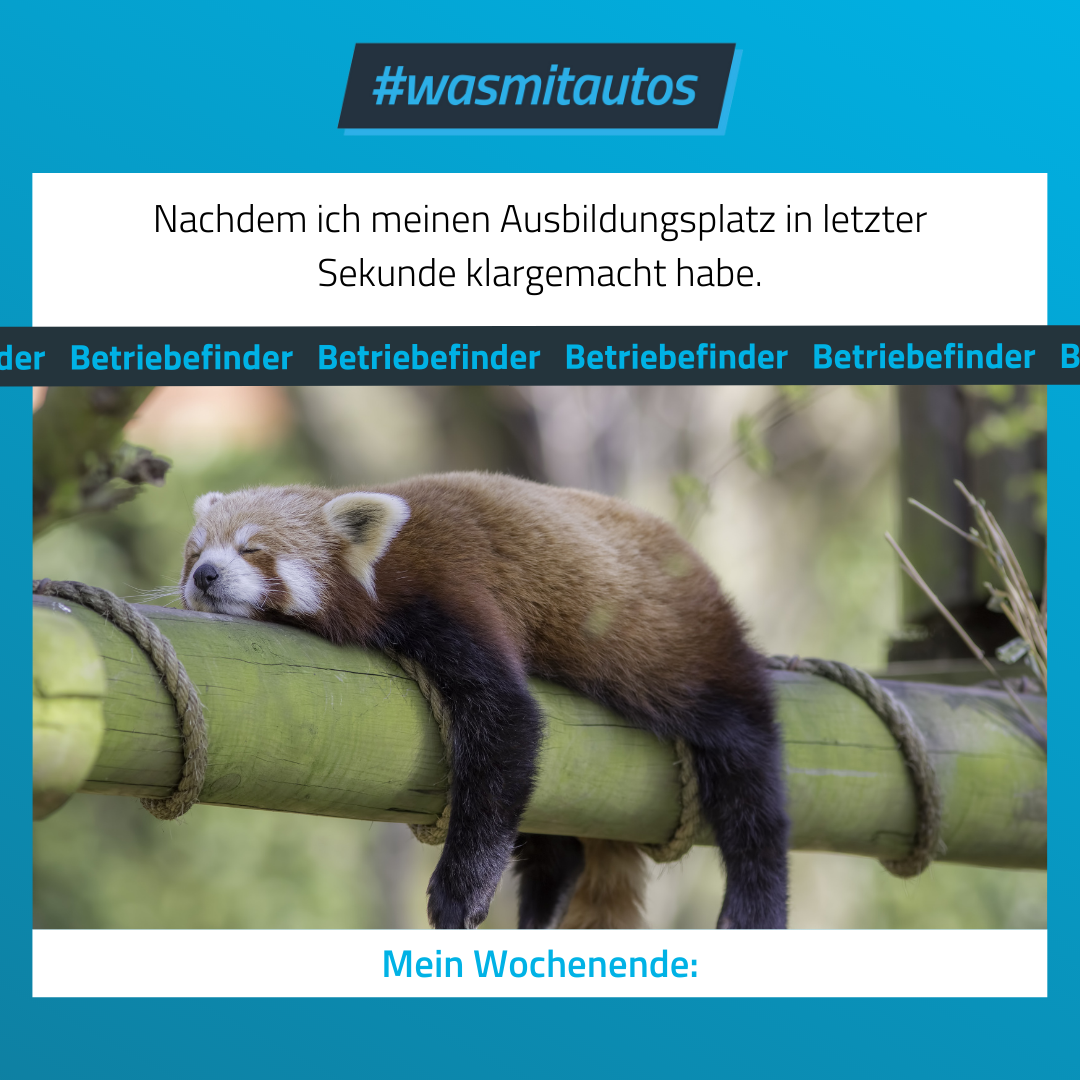 #wasmitautos
Nachdem ich meinen Ausbildungsplatz in letzter
Sekunde klargemacht habe.
der Betriebefinder Betriebefinder Betriebefinder Betriebefinder B
Mein Wochenende: